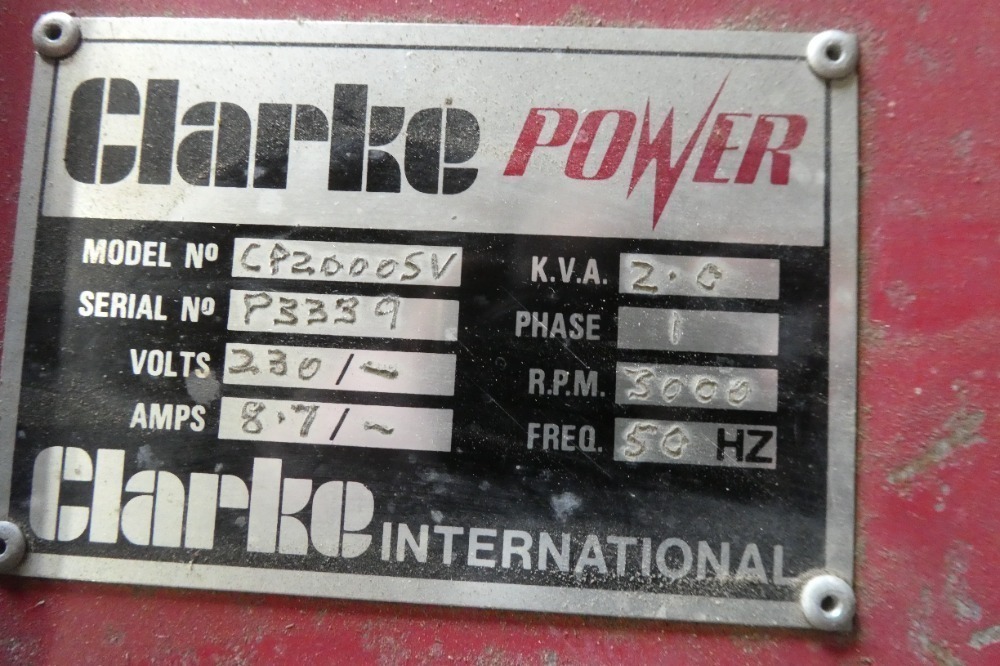 Clarke POWER
MODEL Nº CP2000SV
SERIAL Nº P3339
VOLTS 230/~
AMPS 8.7/~
K.V.A. 2.0
PHASE 1
R.P.M. 3000
FREQ. 50 HZ
Clarke INTERNATIONAL